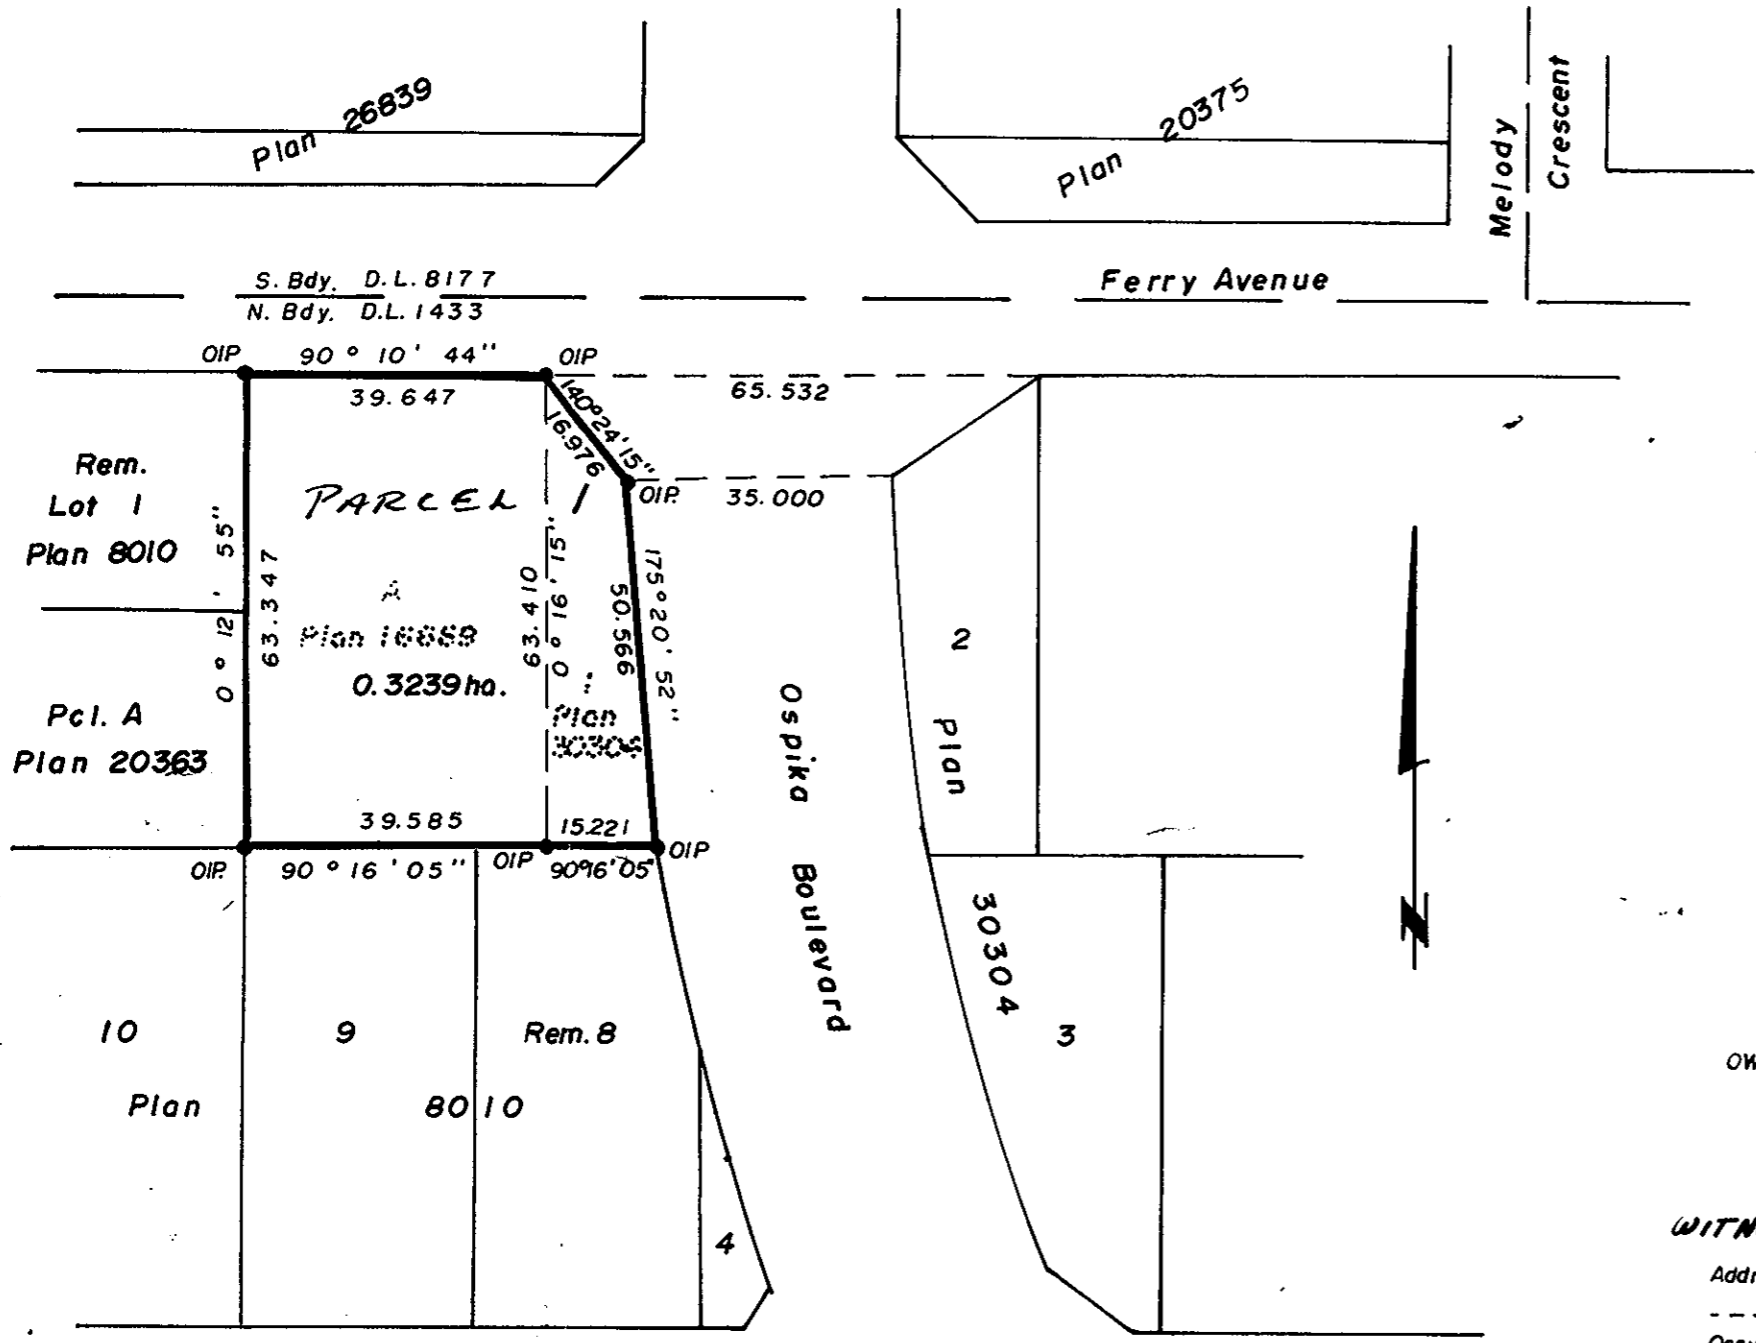 Plan 26839
Plan 20375
Melody
Crescent
S. Bdy. D.L. 8177
Ferry Avenue
N. Bdy. D.L. 1433
OIP
90° 10' 44"
OIP
39.647
65.532
140° 24' 15"
16.976
OIP.
35.000
Rem.
Lot 1
Plan 8010
PARCEL 1
0° 12' 55"
63.347
63.410
0° 16' 15"
50.566
175° 20' 52"
A
Plan 16889
0.3239 ha.
Plan
30304
Pcl. A
Plan 20363
2
Plan
30304
Ospika Boulevard
39.585
15.221
OIP.
90° 16' 05"
OIP
90°16'05"
OIP
N
10
9
Rem. 8
3
Plan 8010
4
OW
WITN
Addr